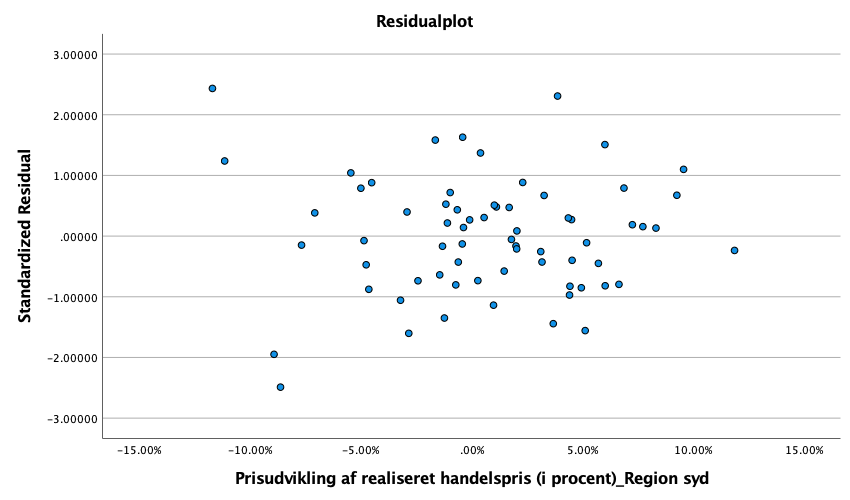 Residualplot
Standardized Residual
3.00000
2.00000
1.00000
.00000
-1.00000
-2.00000
-3.00000
-15.00% -10.00% -5.00% .00% 5.00% 10.00% 15.00%
Prisudvikling af realiseret handelspris (i procent)_Region syd